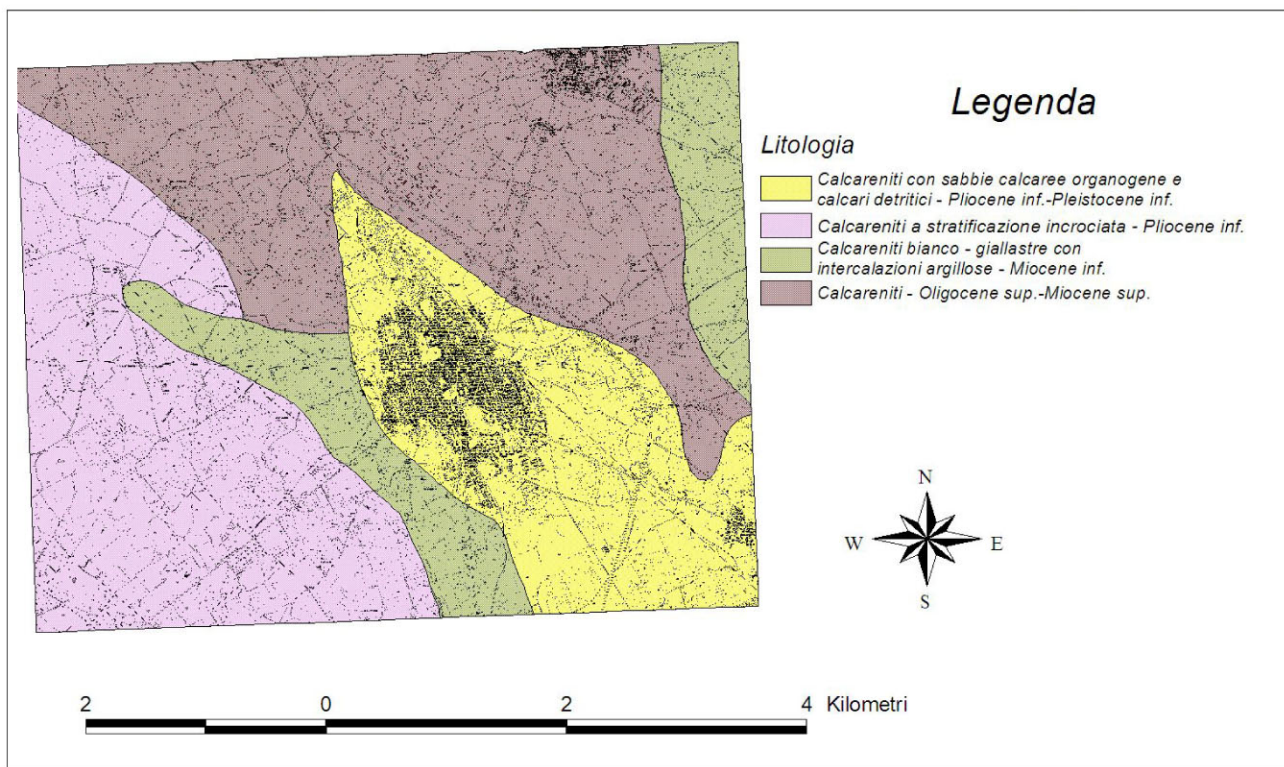 Legenda
Litologia
Calcareniti con sabbie calcaree organogene e
calcari detritici - Pliocene inf.-Pleistocene inf.
Calcareniti a stratificazione incrociata - Pliocene inf.
Calcareniti bianco - giallastre con
intercalazioni argillose - Miocene inf.
Calcareniti - Oligocene sup.-Miocene sup.
N
W E
S
2 0 2 4 Kilometri